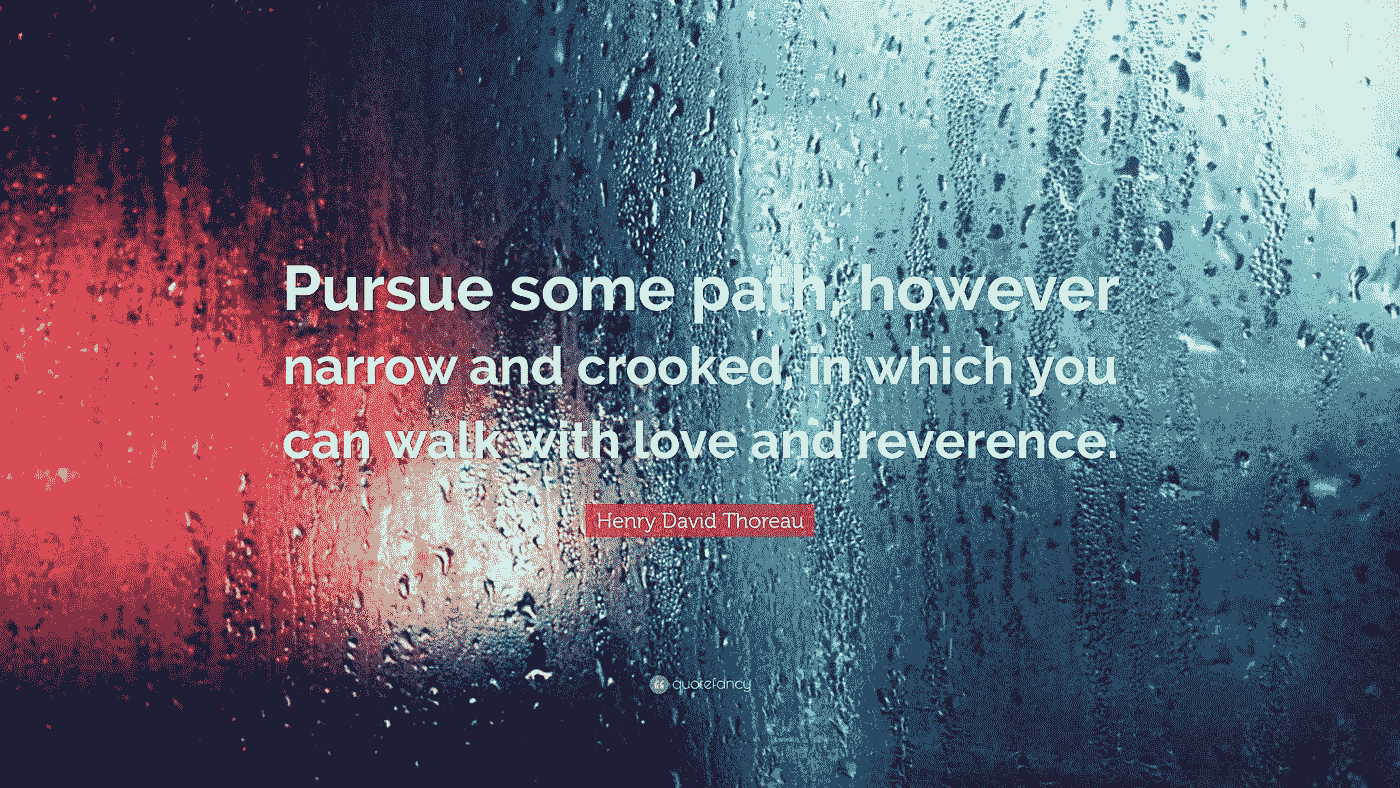 Pursue some path, however
narrow and crooked, in which you
can walk with love and reverence.
Henry David Thoreau
quotefancy